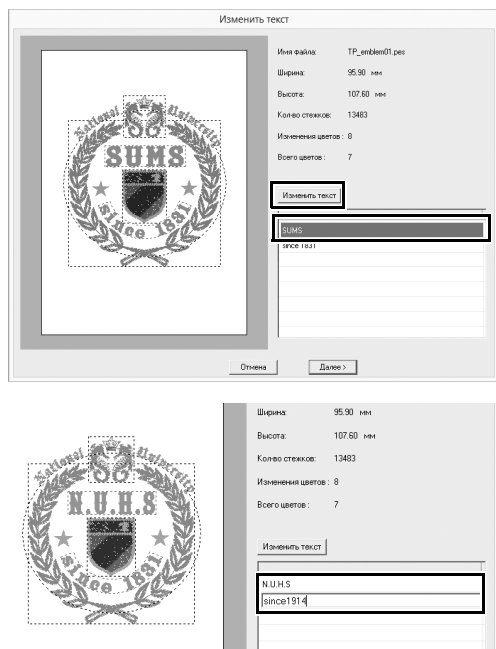 Изменить текст
National University
SUMS
since 1831
Имя файла: TP_emblem01.pes
Ширина: 95.90 мм
Высота: 107.60 мм
Кол-во стежков: 13483
Изменения цветов : 8
Всего цветов : 7
Изменить текст
SUMS
since 1831
Отмена
Далее >
National University
N.U.H.S
since 1831
Ширина: 95.90 мм
Высота: 107.60 мм
Кол-во стежков: 13483
Изменения цветов : 8
Всего цветов : 7
Изменить текст
N.U.H.S
since1914